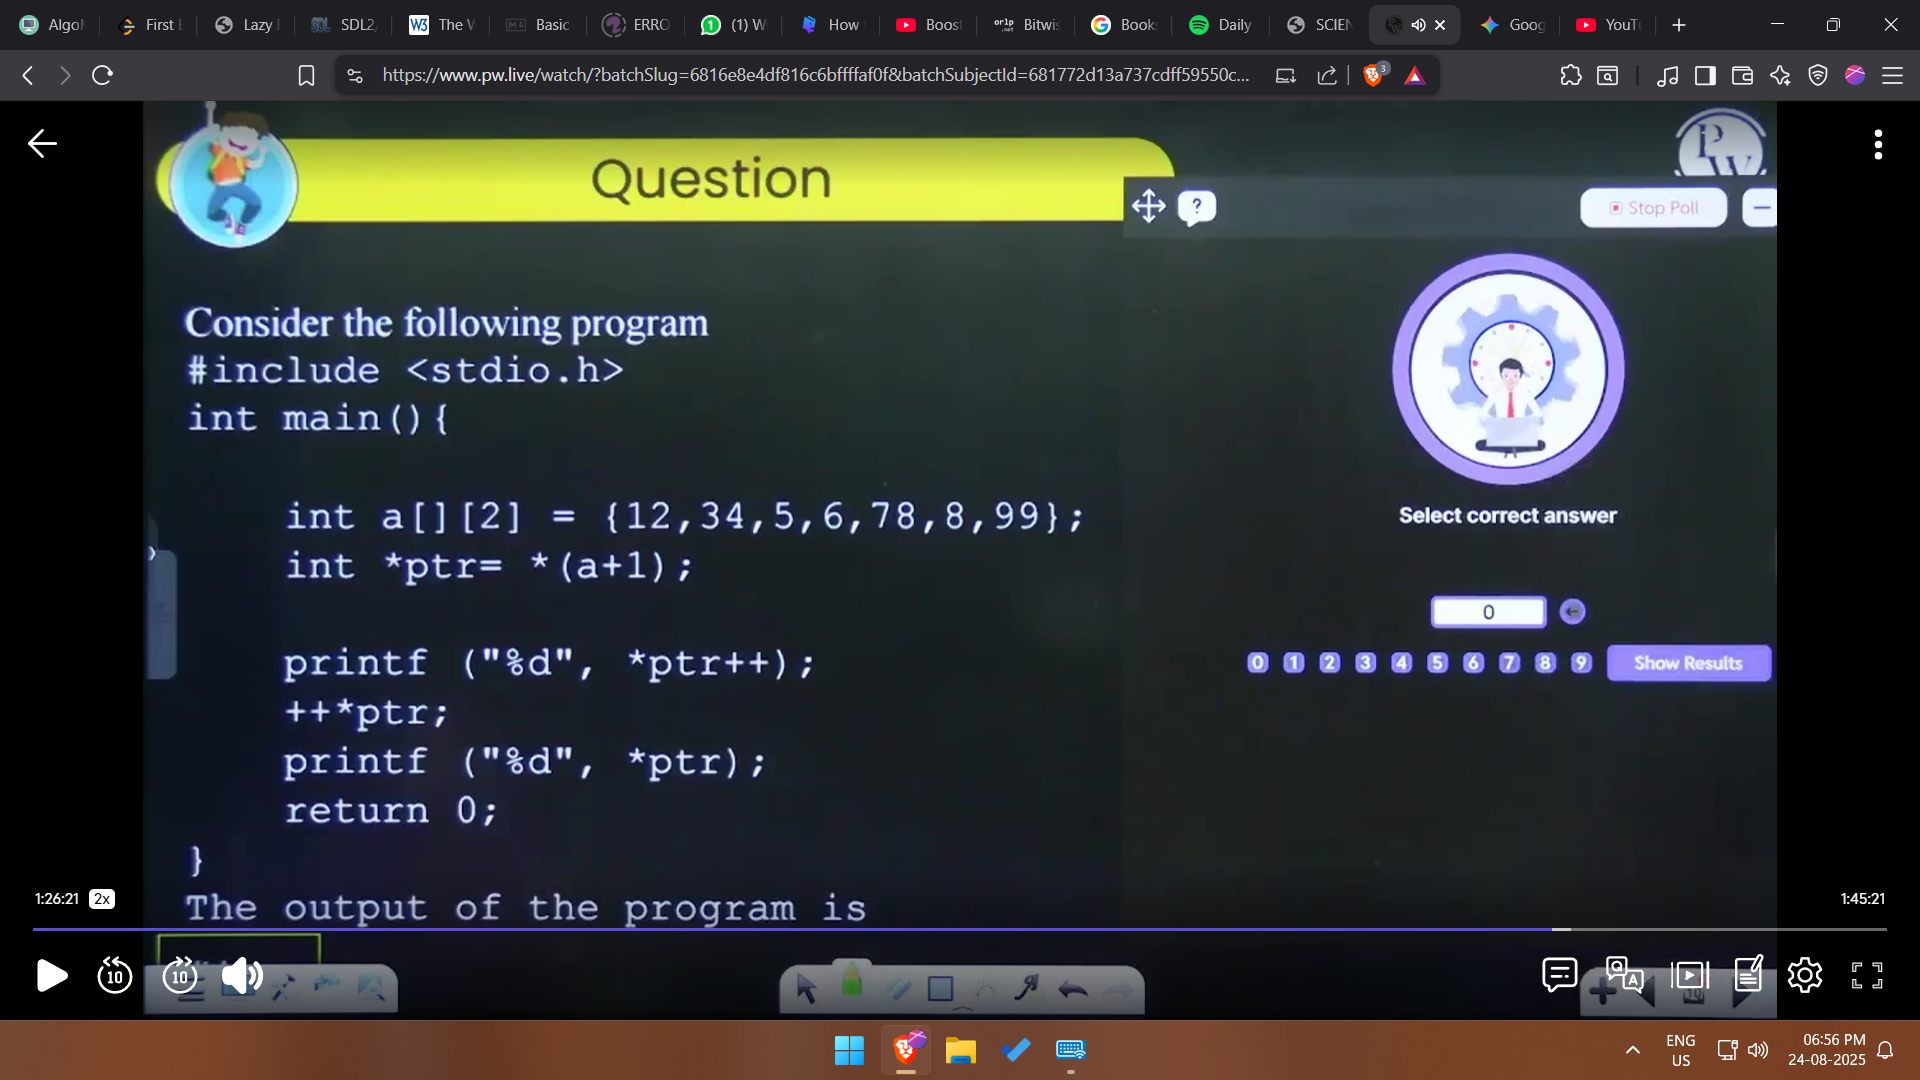 Algo
First E
Lazy
SDL2
The V
Basic
ERRO
(1) W
How
Boost
Bitwis
Book
Daily
SCIEN
Goog
YouTu
https://www.pw.live/watch/?batchSlug=6816e8e4df816c6bffffaf0f&batchSubjectId=681772d13a737cdff59550c...
3
Question
PW
?
Stop Poll
Consider the following program
#include <stdio.h>
int main(){
int a[][2] = {12,34,5,6,78,8,99};
Select correct answer
int *ptr= *(a+1);
0
printf ("%d", *ptr++);
0 1 2 3 4 5 6 7 8 9
Show Results
++*ptr;
printf ("%d", *ptr);
return 0;
}
1:26:21 2x
1:45:21
The output of the program is
10
10
ENG
US
06:56 PM
24-08-2025